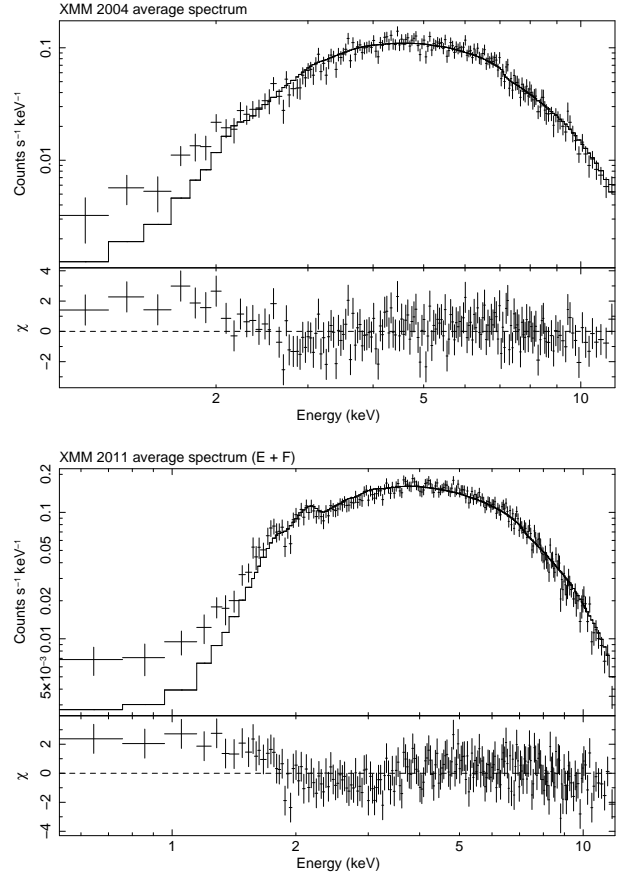 XMM 2004 average spectrum
0.1
0.01
Counts s⁻¹ keV⁻¹
4
2
0
−2
χ
2
5
10
Energy (keV)
XMM 2011 average spectrum (E + F)
0.2
0.1
0.05
0.01
5×10⁻³
Counts s⁻¹ keV⁻¹
2
0
−2
−4
χ
1
2
5
10
Energy (keV)